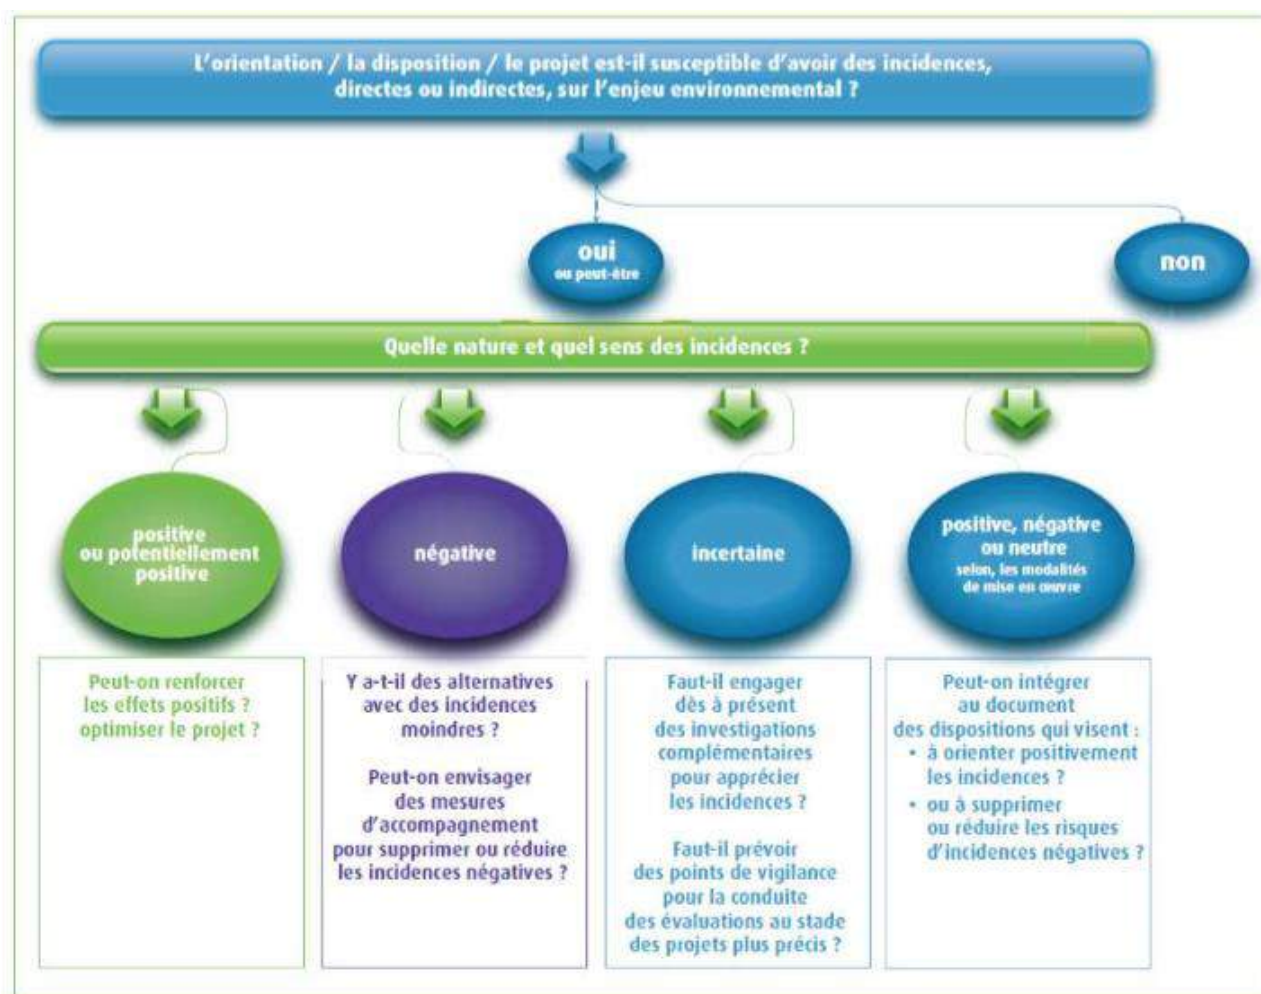 L'orientation / la disposition / le projet est-il susceptible d'avoir des incidences,
directes ou indirectes, sur l'enjeu environnemental ?
oui
ou peut-être
non
Quelle nature et quel sens des incidences ?
positive
ou potentiellement
positive
négative
incertaine
positive, négative
ou neutre
selon, les modalités
de mise en œuvre
Peut-on renforcer
les effets positifs ?
optimiser le projet ?
Y a-t-il des alternatives
avec des incidences
moindres ?
Peut-on envisager
des mesures
d'accompagnement
pour supprimer ou réduire
les incidences négatives ?
Faut-il engager
dès à présent
des investigations
complémentaires
pour apprécier
les incidences ?
Faut-il prévoir
des points de vigilance
pour la conduite
des évaluations au stade
des projets plus précis ?
Peut-on intégrer
au document
des dispositions qui visent :
• à orienter positivement
les incidences ?
• ou à supprimer
ou réduire les risques
d'incidences négatives ?